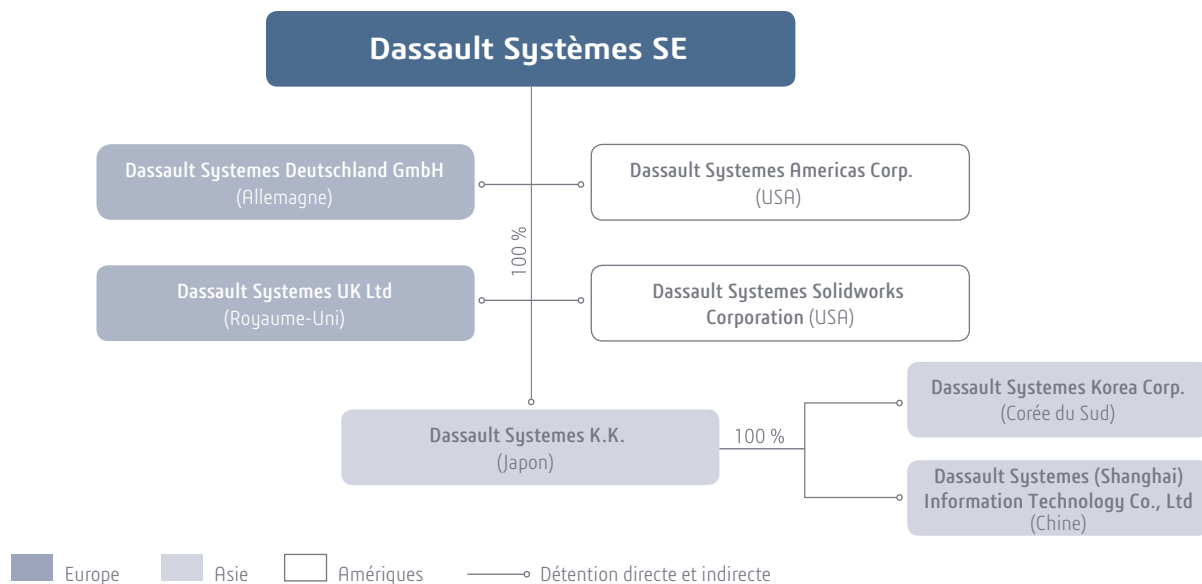 Dassault Systèmes SE
Dassault Systemes Deutschland GmbH
(Allemagne)
Dassault Systemes Americas Corp.
(USA)
100 %
Dassault Systemes UK Ltd
(Royaume-Uni)
Dassault Systemes Solidworks
Corporation (USA)
Dassault Systemes K.K.
(Japon)
100 %
Dassault Systemes Korea Corp.
(Corée du Sud)
Dassault Systemes (Shanghai)
Information Technology Co., Ltd
(Chine)
Europe
Asie
Amériques
Détention directe et indirecte